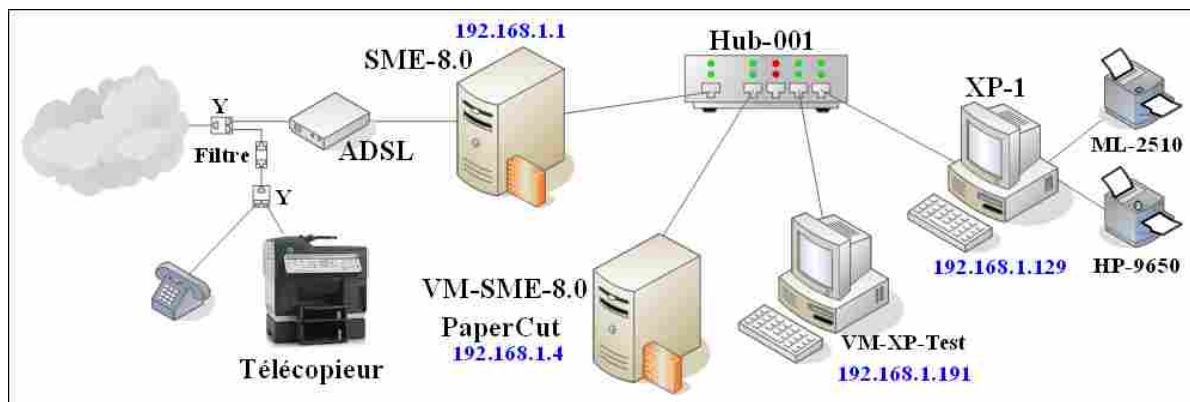 192.168.1.1
SME-8.0
Hub-001
XP-1
Y
ADSL
Filtre
Y
ML-2510
HP-9650
192.168.1.129
VM-SME-8.0
PaperCut
192.168.1.4
VM-XP-Test
192.168.1.191
Télécopieur